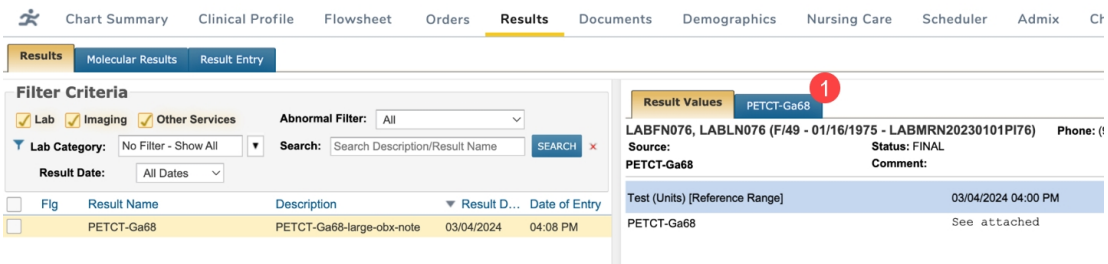 Chart Summary Clinical Profile Flowsheet Orders Results Documents Demographics Nursing Care Scheduler Admix
Results Molecular Results Result Entry
Filter Criteria
Lab Imaging Other Services Abnormal Filter: All
Lab Category: No Filter - Show All Search: Search Description/Result Name SEARCH
Result Date: All Dates
Flg Result Name Description Result D... Date of Entry
PETCT-Ga68 PETCT-Ga68-large-obx-note 03/04/2024 04:08 PM
1
Result Values PETCT-Ga68
LABFN076, LABLN076 (F/49 - 01/16/1975 - LABMRN20230101PI76) Phone: (
Source: Status: FINAL
PETCT-Ga68 Comment:
Test (Units) [Reference Range] 03/04/2024 04:00 PM
PETCT-Ga68 See attached